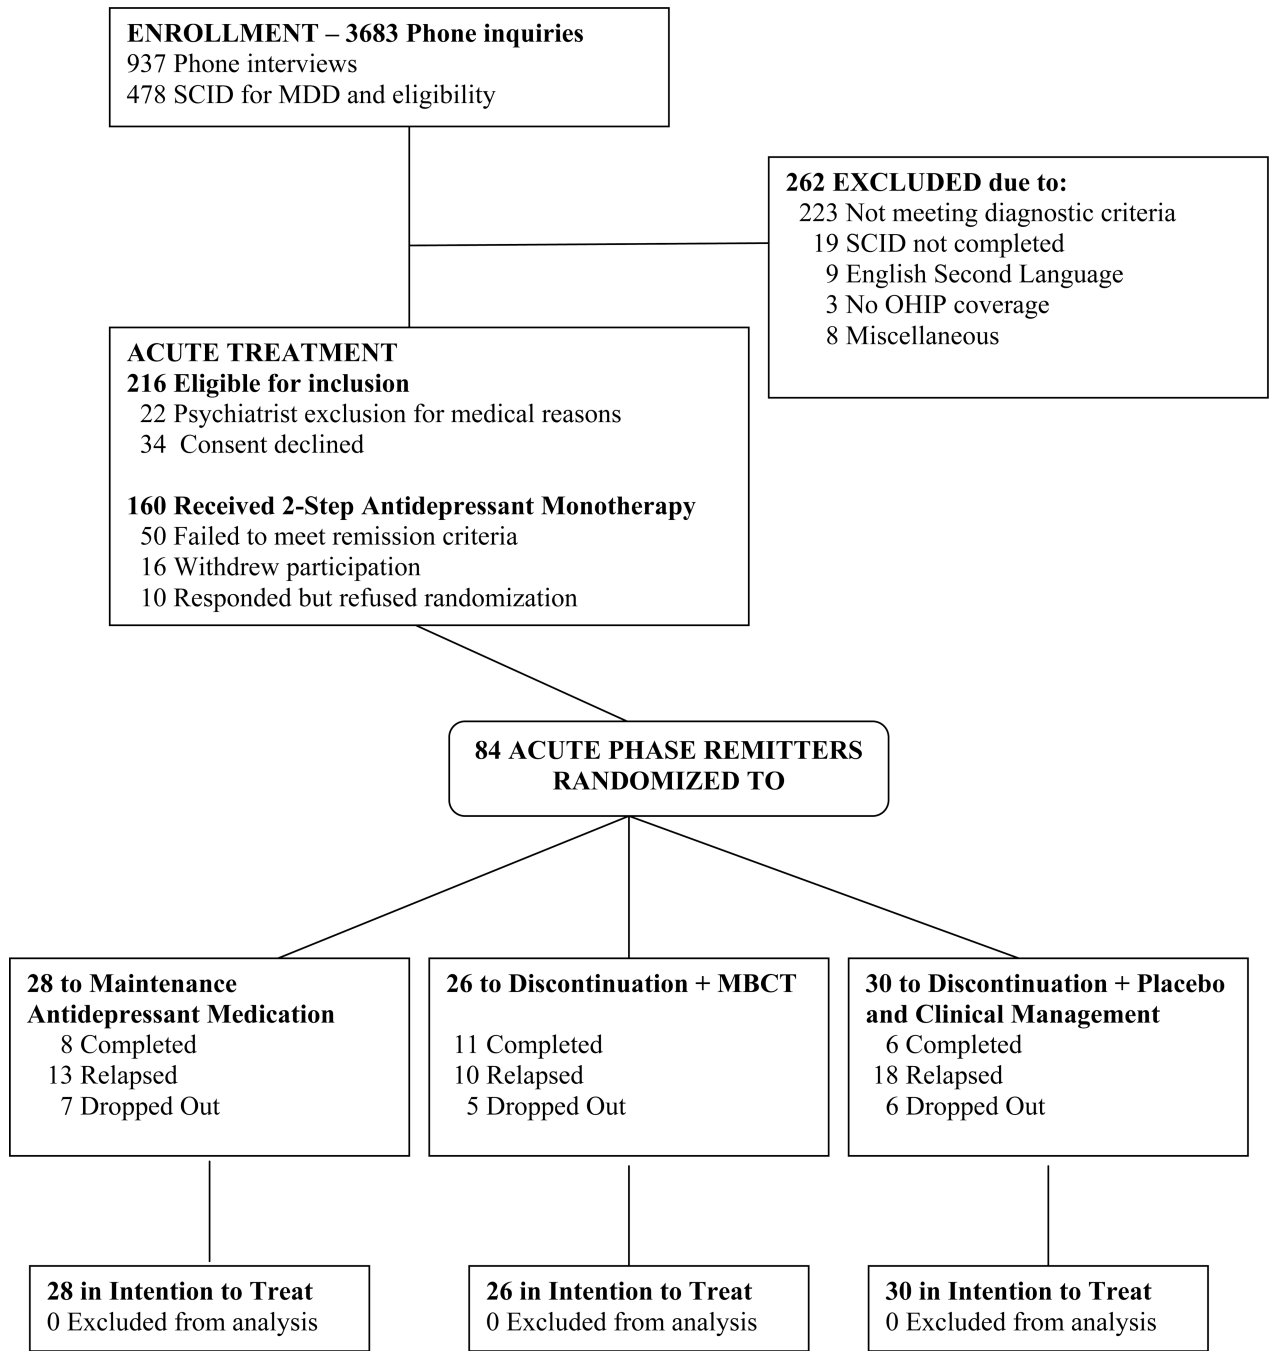 ENROLLMENT – 3683 Phone inquiries
937 Phone interviews
478 SCID for MDD and eligibility
262 EXCLUDED due to:
223 Not meeting diagnostic criteria
19 SCID not completed
9 English Second Language
3 No OHIP coverage
8 Miscellaneous
ACUTE TREATMENT
216 Eligible for inclusion
22 Psychiatrist exclusion for medical reasons
34 Consent declined
160 Received 2-Step Antidepressant Monotherapy
50 Failed to meet remission criteria
16 Withdrew participation
10 Responded but refused randomization
84 ACUTE PHASE REMITTERS
RANDOMIZED TO
28 to Maintenance
Antidepressant Medication
8 Completed
13 Relapsed
7 Dropped Out
26 to Discontinuation + MBCT
11 Completed
10 Relapsed
5 Dropped Out
30 to Discontinuation + Placebo
and Clinical Management
6 Completed
18 Relapsed
6 Dropped Out
28 in Intention to Treat
0 Excluded from analysis
26 in Intention to Treat
0 Excluded from analysis
30 in Intention to Treat
0 Excluded from analysis